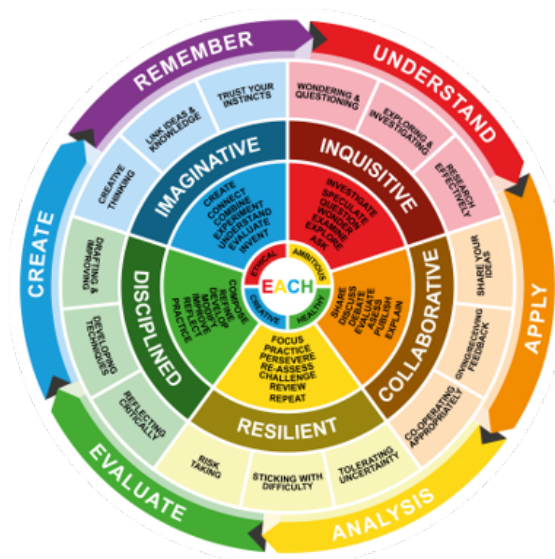 REMEMBER
UNDERSTAND
APPLY
ANALYSIS
EVALUATE
CREATE
TRUST YOUR
INSTINCTS
LINK IDEAS &
KNOWLEDGE
CREATIVE
THINKING
WONDERING &
QUESTIONING
EXPLORING &
INVESTIGATING
RESEARCH
EFFECTIVELY
SHARE YOUR
IDEAS
GIVING/RECEIVING
FEEDBACK
CO-OPERATING
APPROPRIATELY
TOLERATING
UNCERTAINTY
STICKING WITH
DIFFICULTY
RISK
TAKING
REFLECTING
CRITICALLY
DEVELOPING
TECHNIQUES
DRAFTING &
IMPROVING
IMAGINATIVE
INQUISITIVE
COLLABORATIVE
RESILIENT
DISCIPLINED
CREATE
CONNECT
COMBINE
EXPERIMENT
UNDERSTAND
EVALUATE
INVENT
INVESTIGATE
SPECULATE
QUESTION
WONDER
EXAMINE
EXPLORE
ASK
SHARE
DISCUSS
DEBATE
EVALUATE
ASSESS
PUBLISH
EXPLAIN
FOCUS
PRACTICE
PERSEVERE
RE-ASSESS
CHALLENGE
REVIEW
REPEAT
COMPOSE
REFINE
DEVELOP
MODIFY
IMPROVE
REFLECT
PRACTICE
ETHICAL
AMBITIOUS
EACH
CREATIVE
HEALTHY